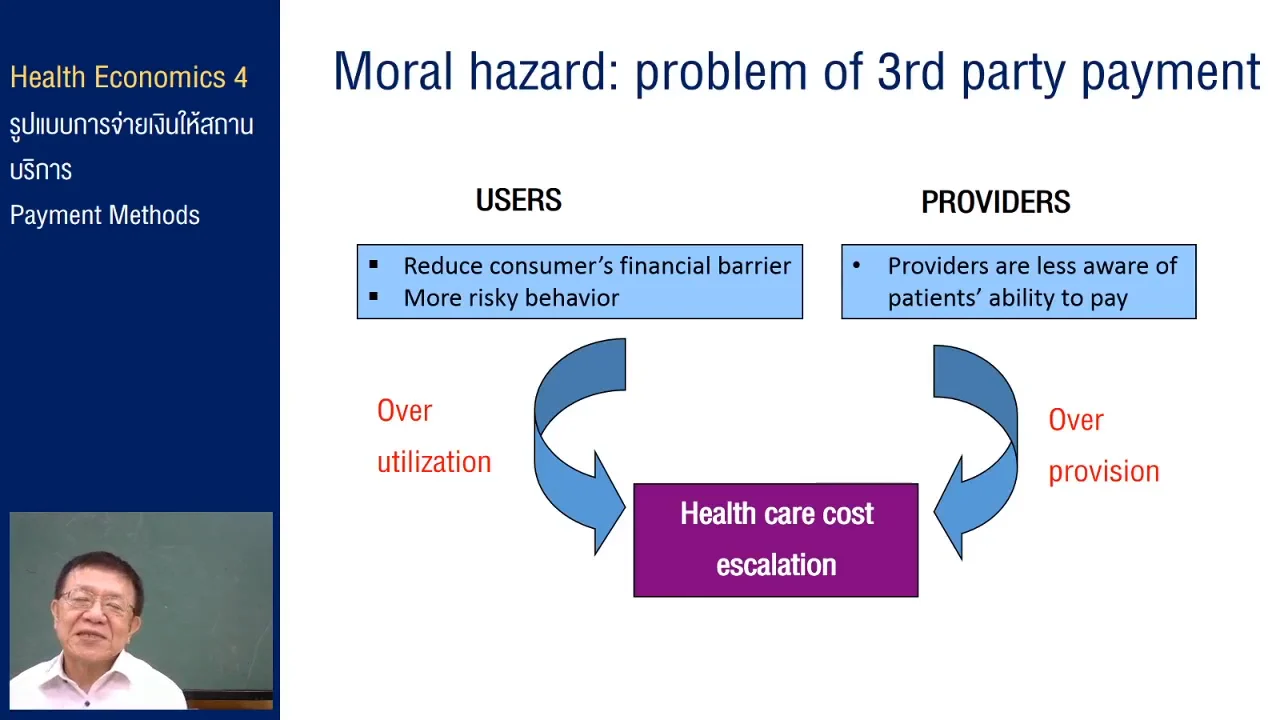 Health Economics 4
รูปแบบการจ่ายเงินให้สถาน
บริการ
Payment Methods
Moral hazard: problem of 3rd party payment
USERS
▪ Reduce consumer's financial barrier
▪ More risky behavior
PROVIDERS
• Providers are less aware of
patients' ability to pay
Over
utilization
Over
provision
Health care cost
escalation